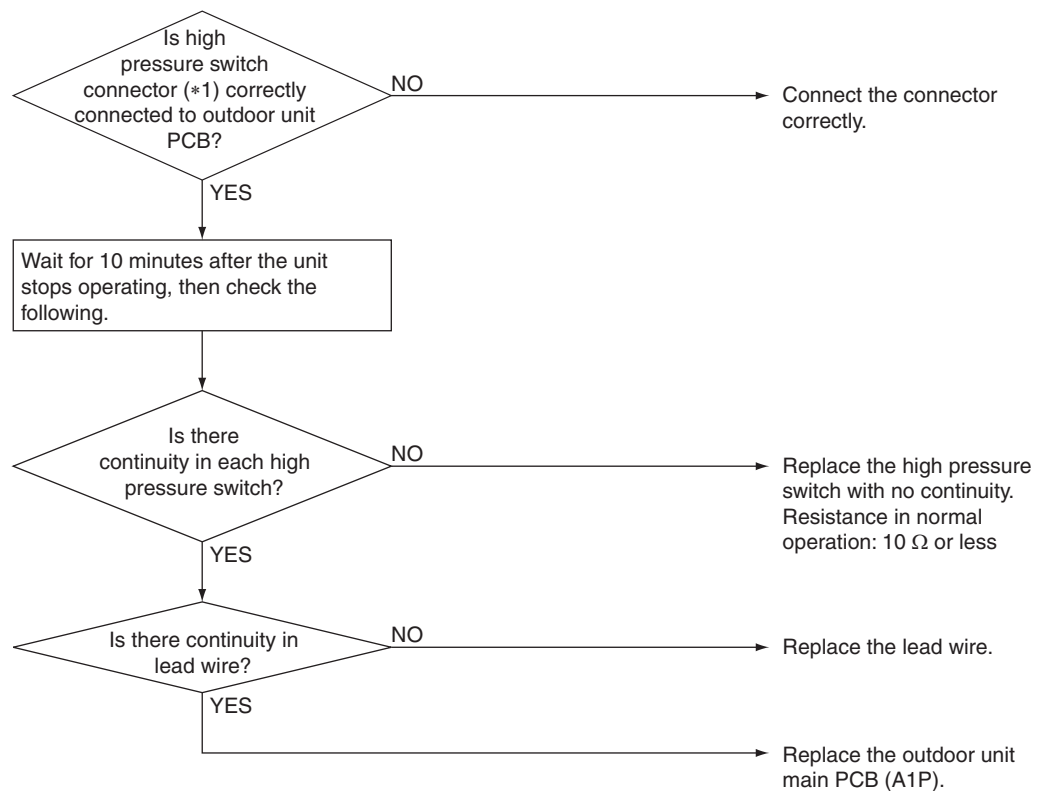 Is high
pressure switch
connector (*1) correctly
connected to outdoor unit
PCB?
NO
Connect the connector
correctly.
YES
Wait for 10 minutes after the unit
stops operating, then check the
following.
Is there
continuity in each high
pressure switch?
NO
Replace the high pressure
switch with no continuity.
Resistance in normal
operation: 10 Ω or less
YES
Is there continuity in
lead wire?
NO
Replace the lead wire.
YES
Replace the outdoor unit
main PCB (A1P).